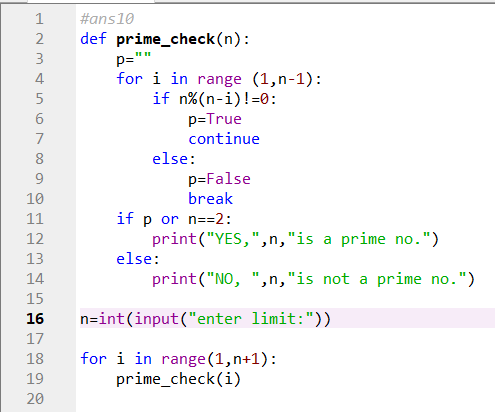 1 #ans10
2 def prime_check(n):
3     p=""
4     for i in range (1,n-1):
5         if n%(n-i)!=0:
6             p=True
7             continue
8         else:
9             p=False
10             break
11     if p or n==2:
12         print("YES,",n,"is a prime no.")
13     else:
14         print("NO, ",n,"is not a prime no.")
15
16 n=int(input("enter limit:"))
17
18 for i in range(1,n+1):
19     prime_check(i)
20